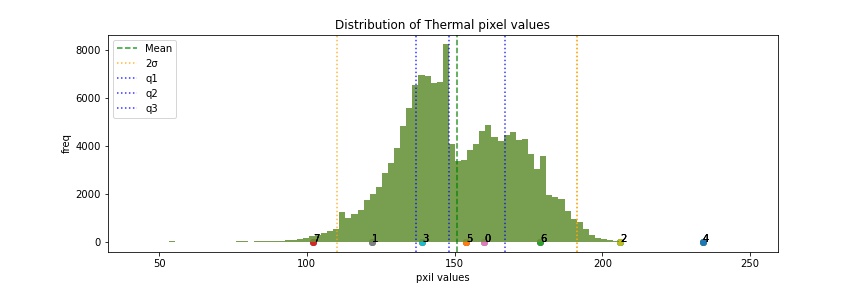 Distribution of Thermal pixel values
8000
6000
4000
2000
0
freq
Mean
2σ
q1
q2
q3
7 1 3 5 0 6 2 4
50 100 150 200 250
pxil values